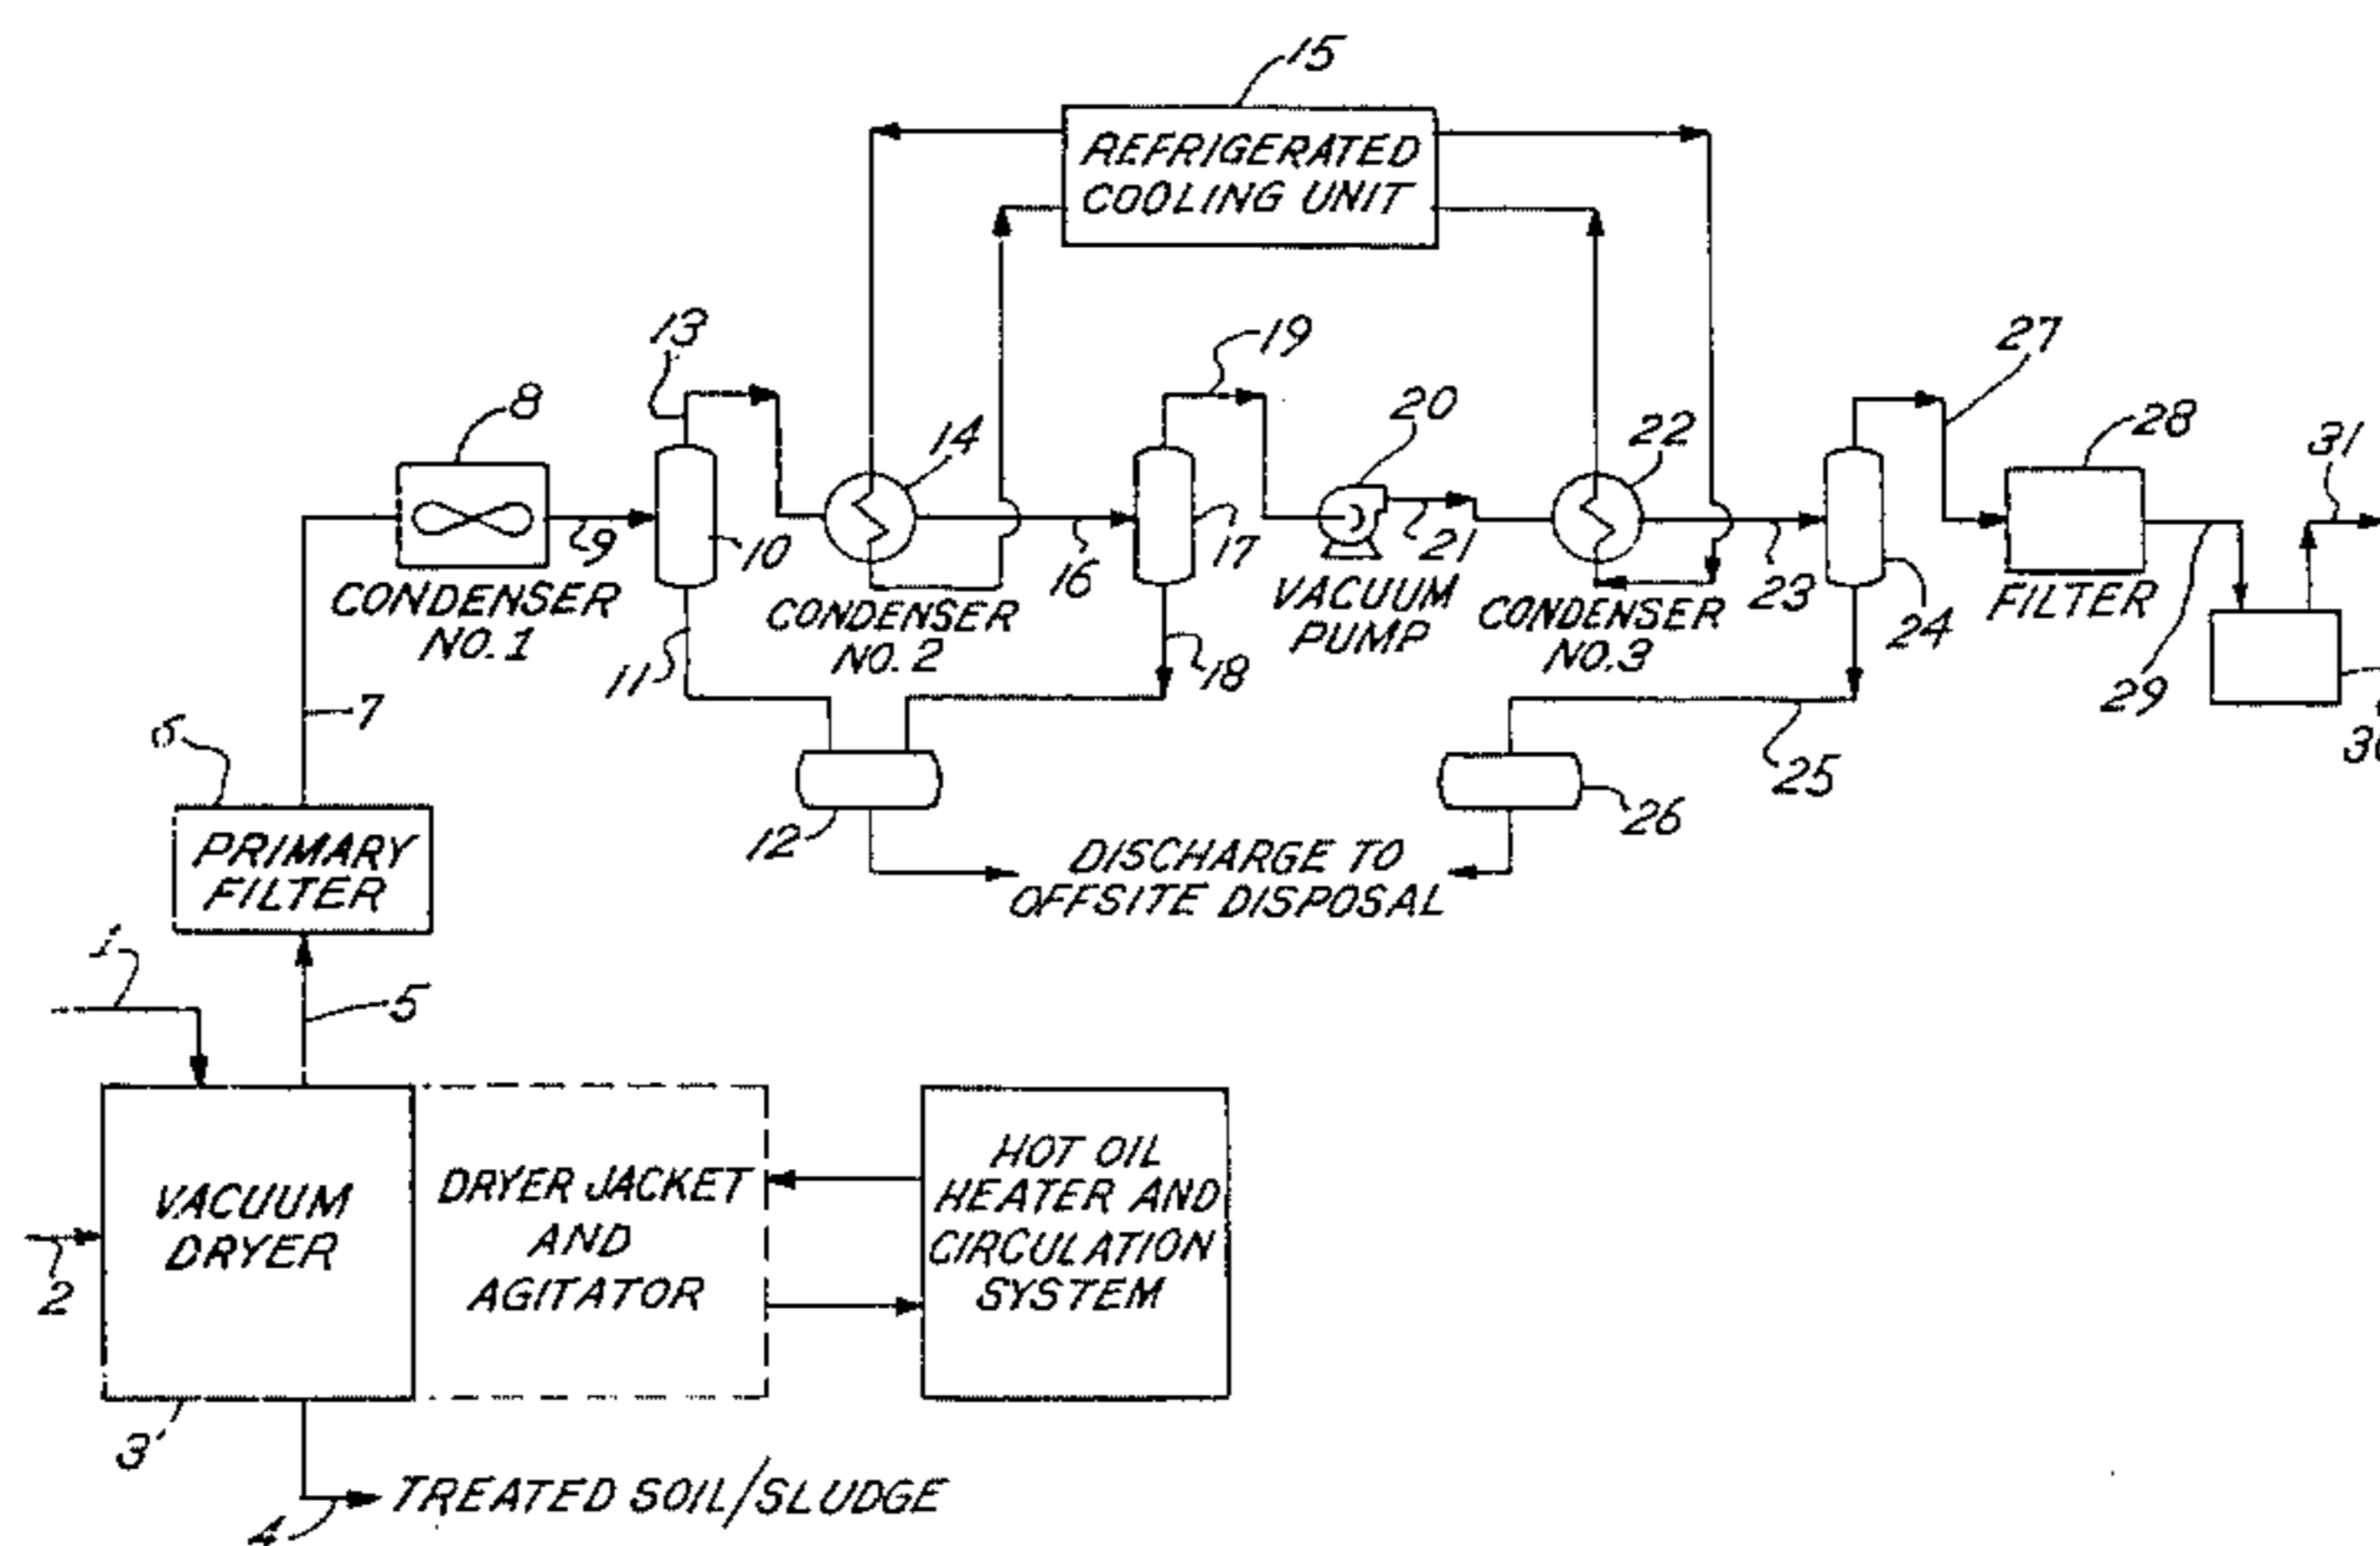 15
REFRIGERATED
COOLING UNIT
13
19
27
8
14
20
22
28
31
9
10
16
17
21
23
24
29
CONDENSER
NO. 1
CONDENSER
NO. 2
VACUUM
PUMP
CONDENSER
NO. 3
FILTER
11
18
25
7
6
12
26
PRIMARY
FILTER
DISCHARGE TO
OFFSITE DISPOSAL
1
5
VACUUM
DRYER
DRYER JACKET
AND
AGITATOR
HOT OIL
HEATER AND
CIRCULATION
SYSTEM
2
3
4
TREATED SOIL/SLUDGE